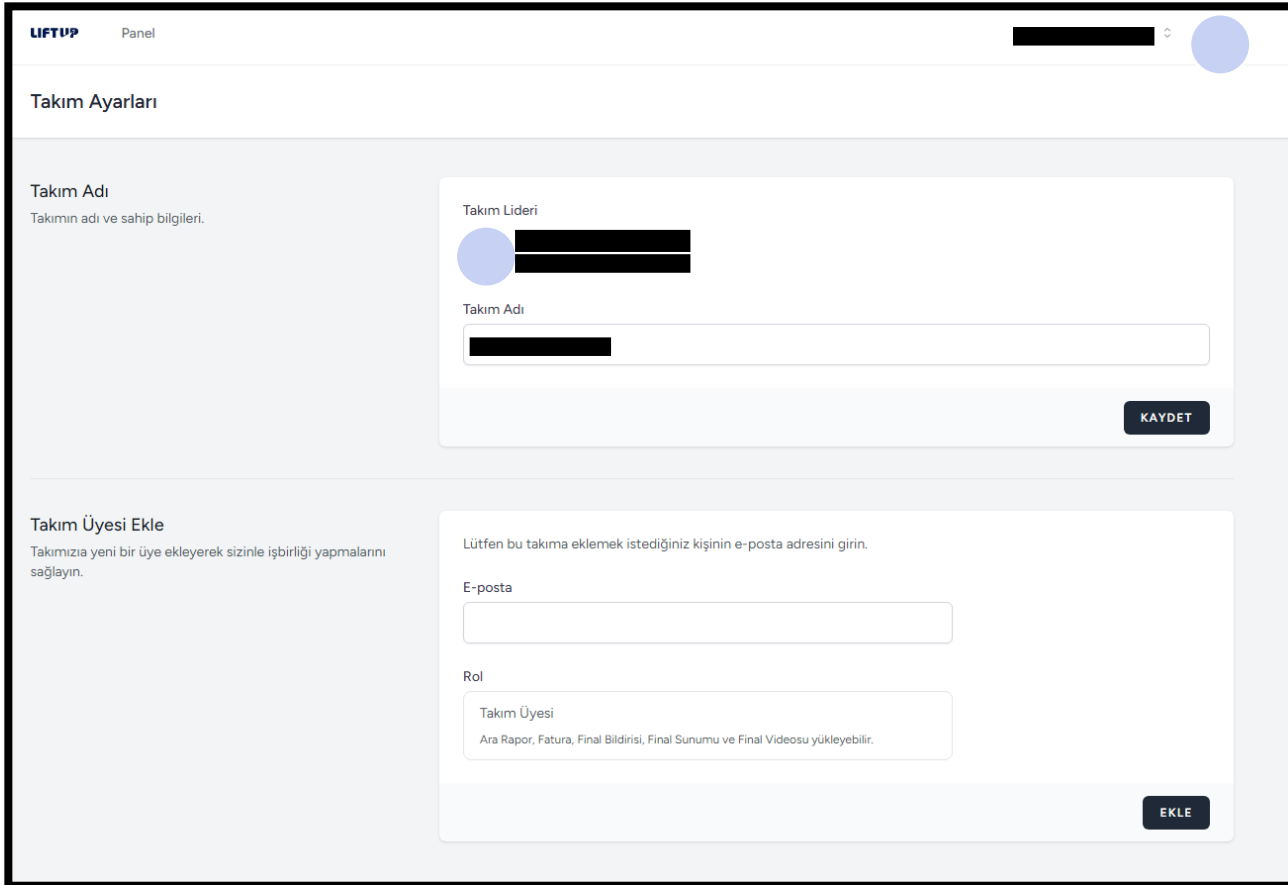 LIFTUP
Panel
Takım Ayarları
Takım Adı
Takımın adı ve sahip bilgileri.
Takım Lideri
Takım Adı
KAYDET
Takım Üyesi Ekle
Takımızıa yeni bir üye ekleyerek sizinle işbirliği yapmalarını
sağlayın.
Lütfen bu takıma eklemek istediğiniz kişinin e-posta adresini girin.
E-posta
Rol
Takım Üyesi
Ara Rapor, Fatura, Final Bildirisi, Final Sunumu ve Final Videosu yükleyebilir.
EKLE